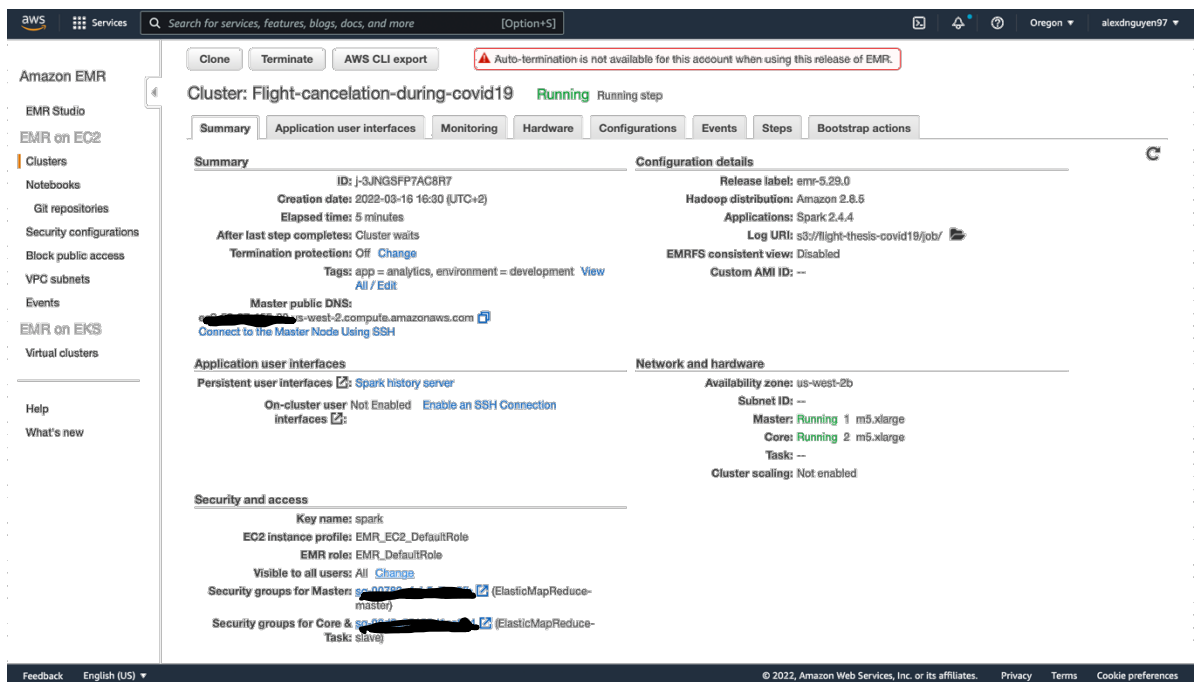 aws Services Search for services, features, blogs, docs, and more [Option+S] Oregon alexdnguyen97
Amazon EMR
EMR Studio
EMR on EC2
Clusters
Notebooks
Git repositories
Security configurations
Block public access
VPC subnets
Events
EMR on EKS
Virtual clusters
Help
What's new
Clone Terminate AWS CLI export Auto-termination is not available for this account when using this release of EMR.
Cluster: Flight-cancelation-during-covid19 Running Running step
Summary Application user interfaces Monitoring Hardware Configurations Events Steps Bootstrap actions
Summary
ID: j-3JNGSFP7AC8R7
Creation date: 2022-03-16 16:30 (UTC+2)
Elapsed time: 5 minutes
After last step completes: Cluster waits
Termination protection: Off Change
Tags: app = analytics, environment = development View
All / Edit
Master public DNS:
us-west-2.compute.amazonaws.com
Connect to the Master Node Using SSH
Configuration details
Release label: emr-5.29.0
Hadoop distribution: Amazon 2.8.5
Applications: Spark 2.4.4
Log URI: s3://flight-thesis-covid19/job/
EMRFS consistent view: Disabled
Custom AMI ID: --
Application user interfaces
Persistent user interfaces : Spark history server
On-cluster user Not Enabled Enable an SSH Connection
interfaces :
Network and hardware
Availability zone: us-west-2b
Subnet ID: --
Master: Running 1 m5.xlarge
Core: Running 2 m5.xlarge
Task: --
Cluster scaling: Not enabled
Security and access
Key name: spark
EC2 instance profile: EMR_EC2_DefaultRole
EMR role: EMR_DefaultRole
Visible to all users: All Change
Security groups for Master: (ElasticMapReduce-
master)
Security groups for Core & (ElasticMapReduce-
Task: slave)
Feedback English (US) © 2022, Amazon Web Services, Inc. or its affiliates. Privacy Terms Cookie preferences